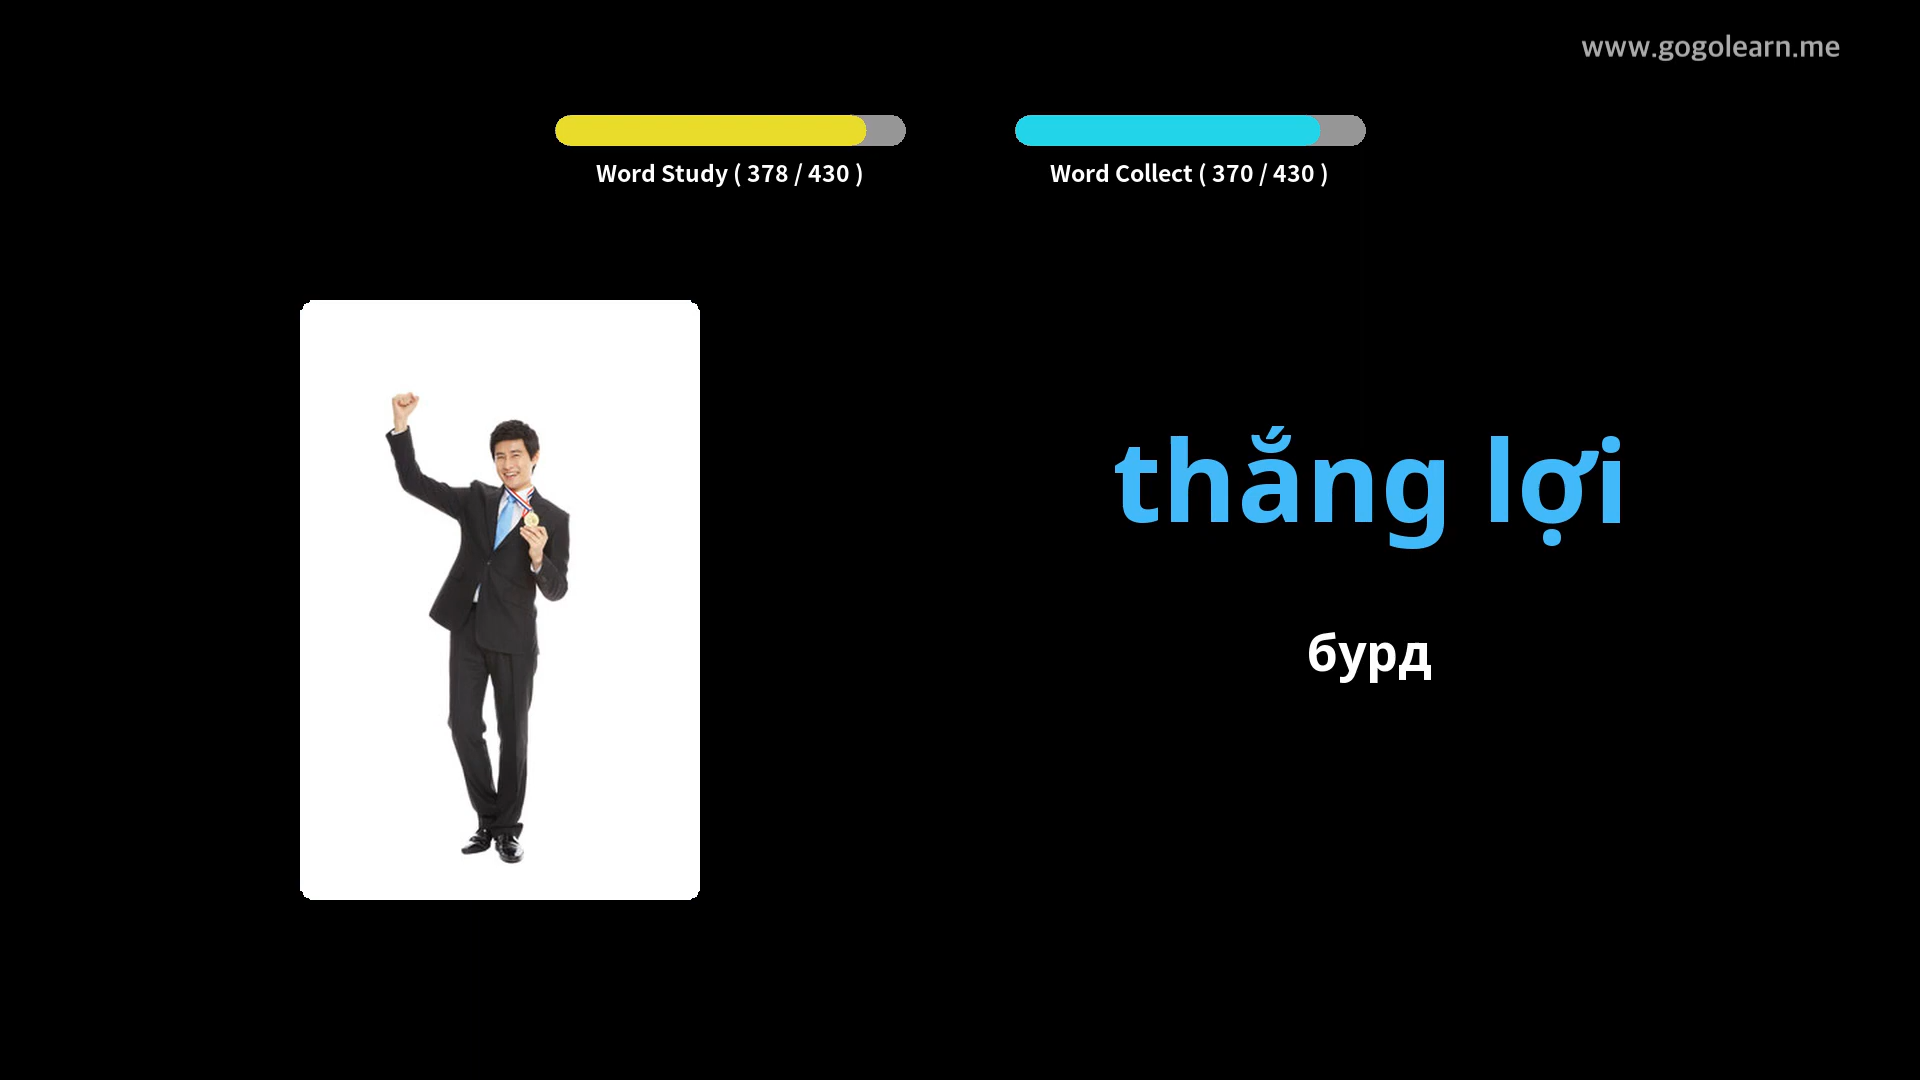 www.gogolearn.me
Word Study ( 378 / 430 )
Word Collect ( 370 / 430 )
thắng lợi
бурд